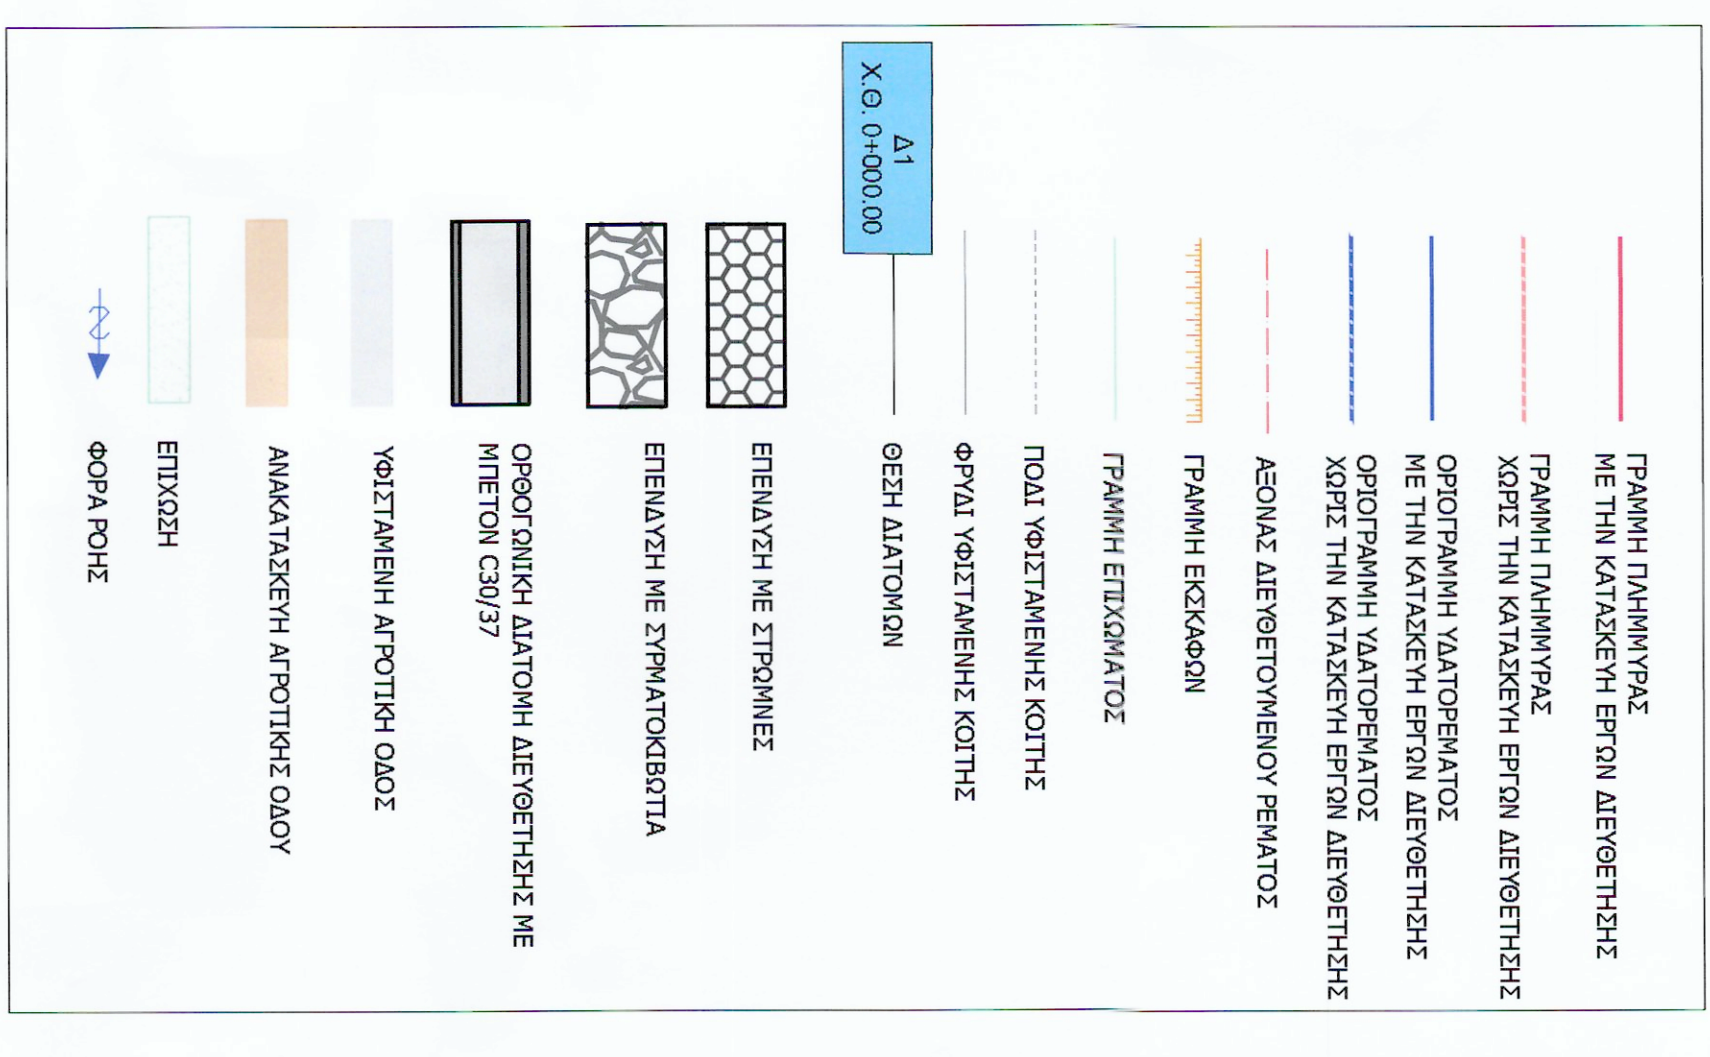 ΓΡΑΜΜΗ ΠΛΗΜΜΥΡΑΣ
ΜΕ ΤΗΝ ΚΑΤΑΣΚΕΥΗ ΕΡΓΩΝ ΔΙΕΥΘΕΤΗΣΗΣ
ΓΡΑΜΜΗ ΠΛΗΜΜΥΡΑΣ
ΧΩΡΙΣ ΤΗΝ ΚΑΤΑΣΚΕΥΗ ΕΡΓΩΝ ΔΙΕΥΘΕΤΗΣΗΣ
ΟΡΙΟΓΡΑΜΜΗ ΥΔΑΤΟΡΕΜΑΤΟΣ
ΜΕ ΤΗΝ ΚΑΤΑΣΚΕΥΗ ΕΡΓΩΝ ΔΙΕΥΘΕΤΗΣΗΣ
ΟΡΙΟΓΡΑΜΜΗ ΥΔΑΤΟΡΕΜΑΤΟΣ
ΧΩΡΙΣ ΤΗΝ ΚΑΤΑΣΚΕΥΗ ΕΡΓΩΝ ΔΙΕΥΘΕΤΗΣΗΣ
ΑΞΟΝΑΣ ΔΙΕΥΘΕΤΟΥΜΕΝΟΥ ΡΕΜΑΤΟΣ
ΓΡΑΜΜΗ ΕΚΣΚΑΦΩΝ
ΓΡΑΜΜΗ ΕΠΙΧΩΜΑΤΟΣ
ΠΟΔΙ ΥΦΙΣΤΑΜΕΝΗΣ ΚΟΙΤΗΣ
ΦΡΥΔΙ ΥΦΙΣΤΑΜΕΝΗΣ ΚΟΙΤΗΣ
Δ1
Χ.Θ. 0+000.00
ΘΕΣΗ ΔΙΑΤΟΜΩΝ
ΕΠΕΝΔΥΣΗ ΜΕ ΣΤΡΩΜΝΕΣ
ΕΠΕΝΔΥΣΗ ΜΕ ΣΥΡΜΑΤΟΚΙΒΩΤΙΑ
ΟΡΘΟΓΩΝΙΚΗ ΔΙΑΤΟΜΗ ΔΙΕΥΘΕΤΗΣΗΣ ΜΕ
ΜΠΕΤΟΝ C30/37
ΥΦΙΣΤΑΜΕΝΗ ΑΓΡΟΤΙΚΗ ΟΔΟΣ
ΑΝΑΚΑΤΑΣΚΕΥΗ ΑΓΡΟΤΙΚΗΣ ΟΔΟΥ
ΕΠΙΧΩΣΗ
ΦΟΡΑ ΡΟΗΣ